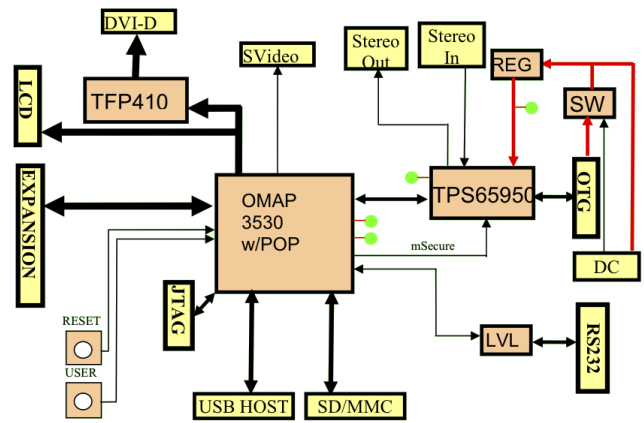 DVI-D
Stereo
Out
Stereo
In
SVideo
REG
LCD
TFP410
SW
EXPANSION
OMAP
3530
w/POP
TPS65950
OTG
mSecure
DC
JTAG
RESET
LVL
RS232
USER
USB HOST
SD/MMC